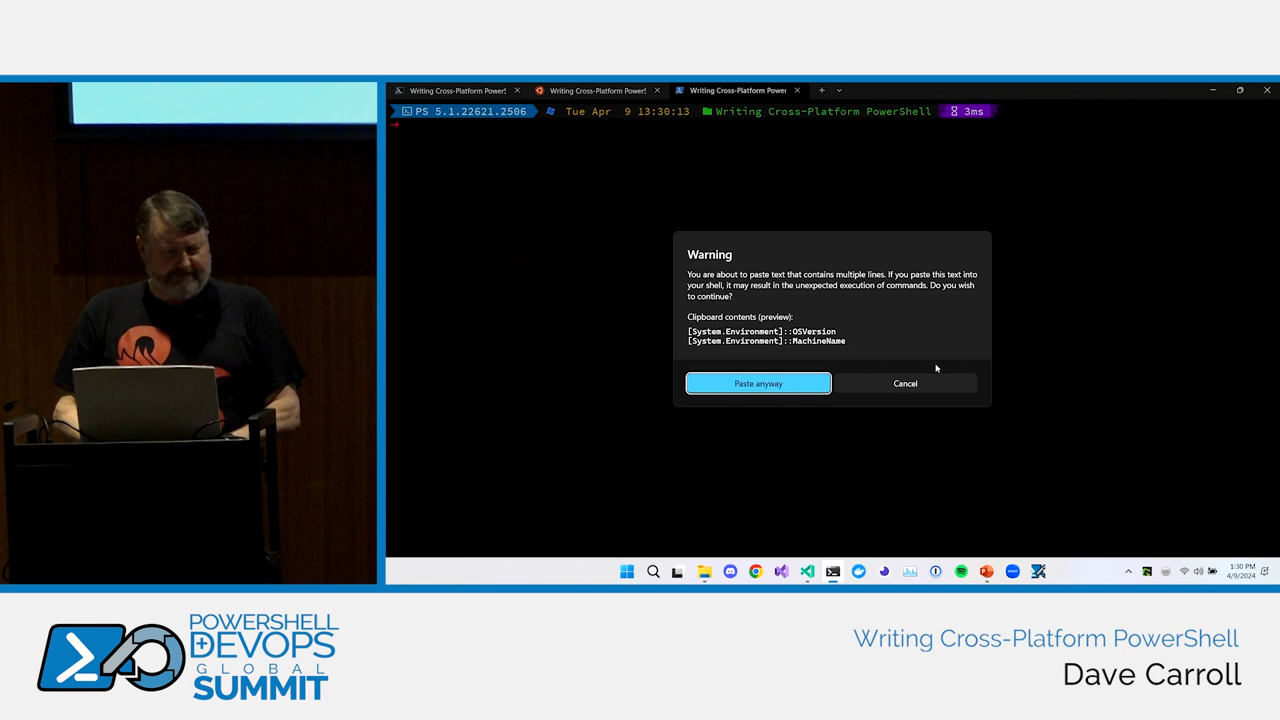 Writing Cross-Platform PowerS
Writing Cross-Platform PowerS
Writing Cross-Platform Power
PS 5.1.22621.2506
Tue Apr  9 13:30:13
Writing Cross-Platform PowerShell
3ms
Warning
You are about to paste text that contains multiple lines. If you paste this text into
your shell, it may result in the unexpected execution of commands. Do you wish
to continue?
Clipboard contents (preview):
[System.Environment]::OSVersion
[System.Environment]::MachineName
Paste anyway
Cancel
1:30 PM
4/9/2024
POWERSHELL
+DEVOPS
GLOBAL
SUMMIT
Writing Cross-Platform PowerShell
Dave Carroll